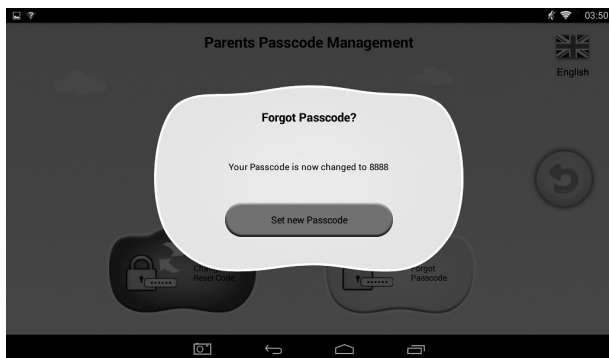 03:50
Parents Passcode Management
English
Forgot Passcode?
Your Passcode is now changed to 8888
Set new Passcode
Reset Code
Forgot
Passcode